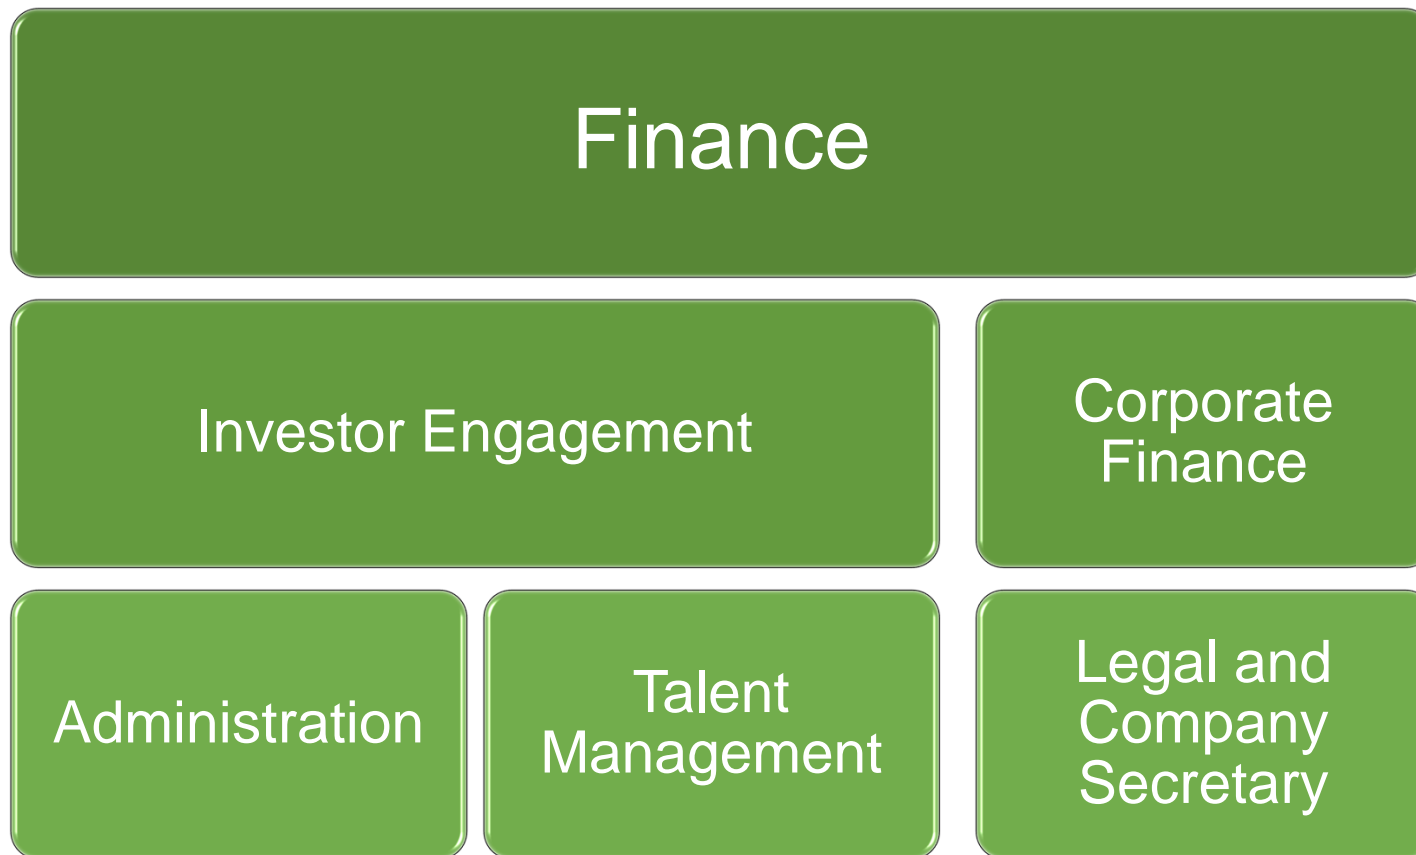 Finance
Investor Engagement
Corporate
Finance
Administration
Talent
Management
Legal and
Company
Secretary